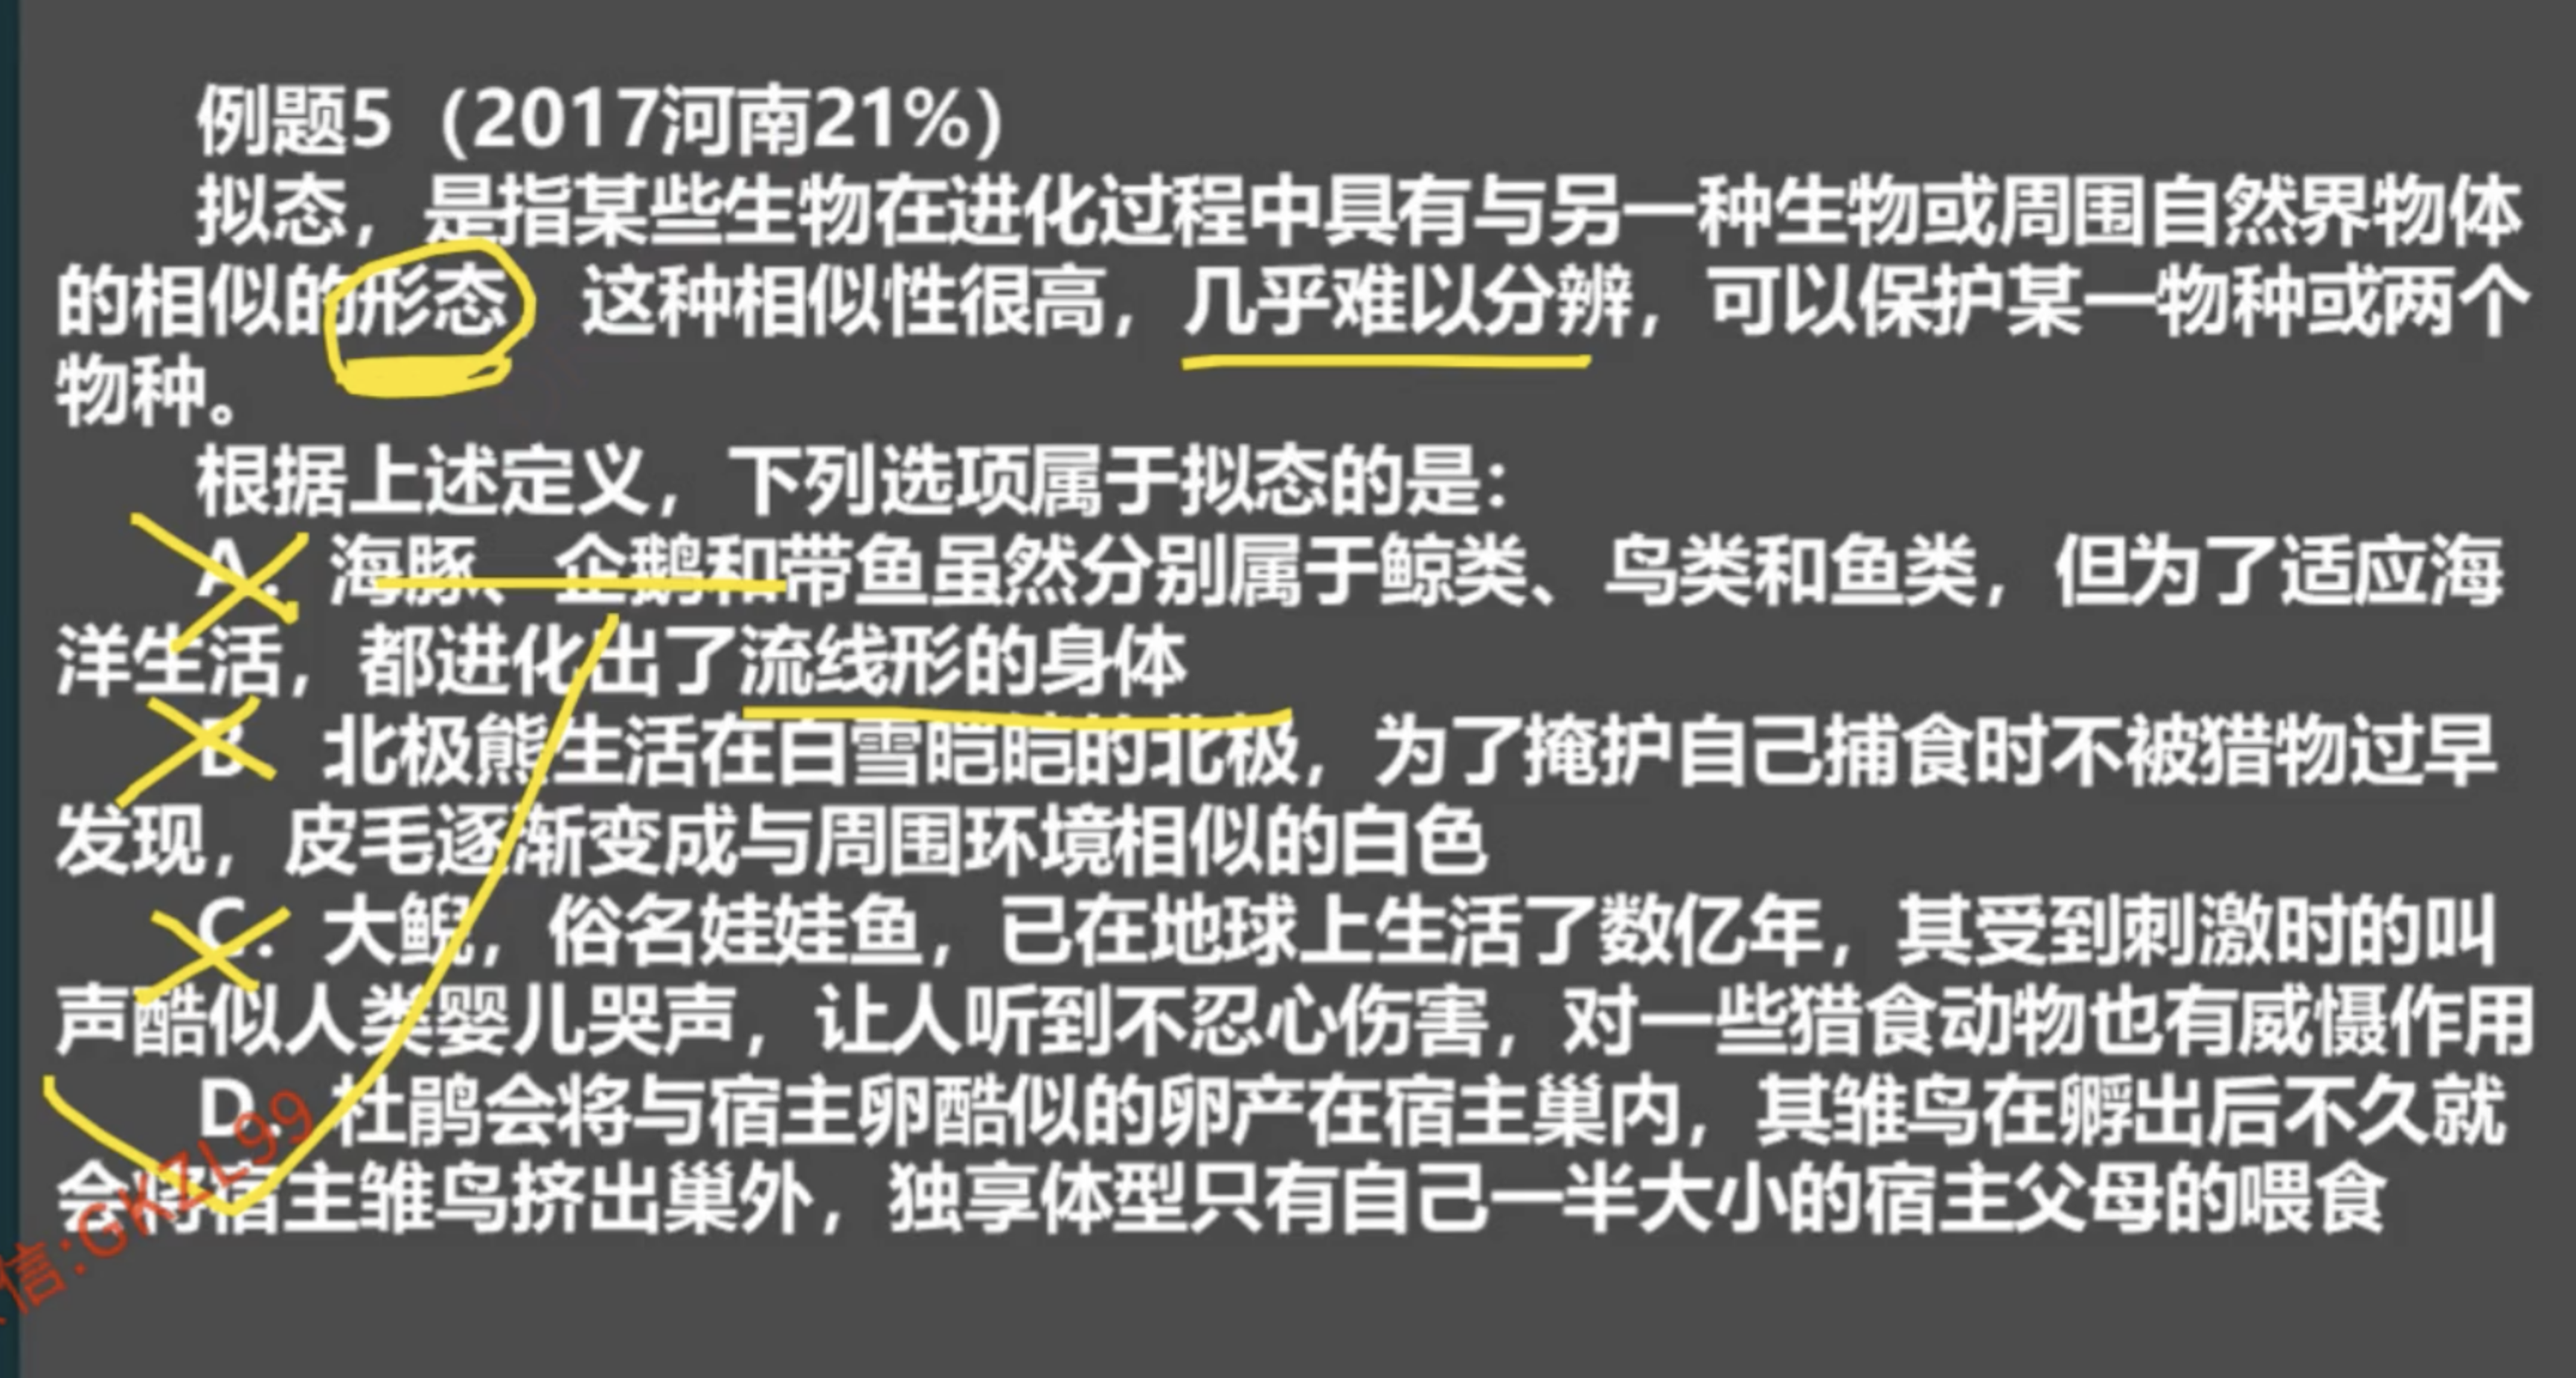 例题5（2017河南21%）
拟态，是指某些生物在进化过程中具有与另一种生物或周围自然界物体
的相似的形态 这种相似性很高，几乎难以分辨，可以保护某一物种或两个
物种。
根据上述定义，下列选项属于拟态的是：
A．海豚、企鹅和带鱼虽然分别属于鲸类、鸟类和鱼类，但为了适应海
洋生活，都进化出了流线形的身体
B 北极熊生活在白雪皑皑的北极，为了掩护自己捕食时不被猎物过早
发现，皮毛逐渐变成与周围环境相似的白色
C．大鲵，俗名娃娃鱼，已在地球上生活了数亿年，其受到刺激时的叫
声酷似人类婴儿哭声，让人听到不忍心伤害，对一些猎食动物也有威慑作用
D．杜鹃会将与宿主卵酷似的卵产在宿主巢内，其雏鸟在孵出后不久就
会将宿主雏鸟挤出巢外，独享体型只有自己一半大小的宿主父母的喂食
信:GKZL99